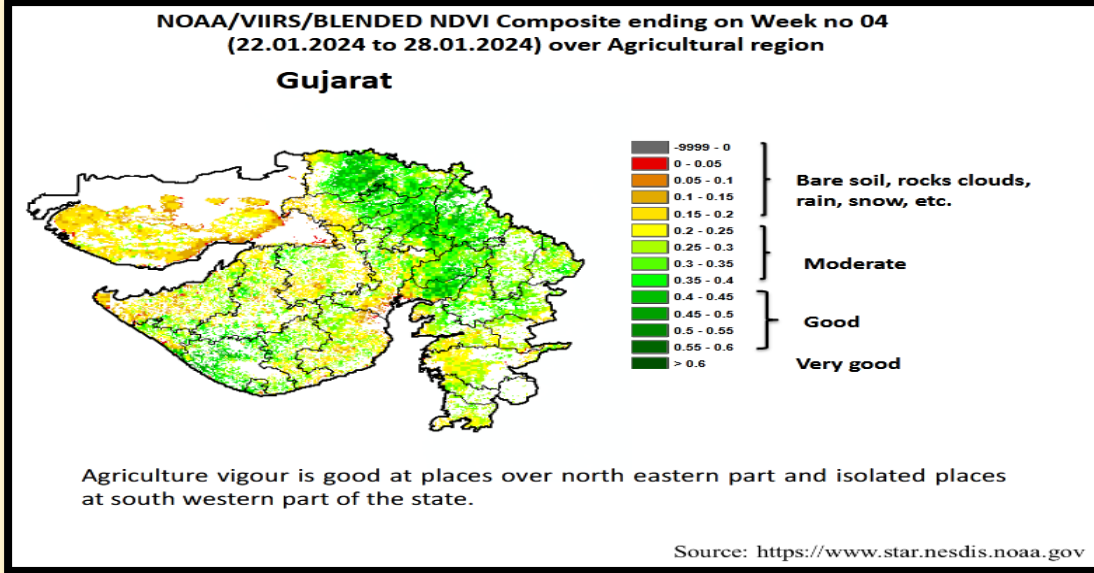 NOAA/VIIRS/BLENDED NDVI Composite ending on Week no 04
(22.01.2024 to 28.01.2024) over Agricultural region
Gujarat
-9999 - 0
0 - 0.05
0.05 - 0.1
0.1 - 0.15
0.15 - 0.2
0.2 - 0.25
0.25 - 0.3
0.3 - 0.35
0.35 - 0.4
0.4 - 0.45
0.45 - 0.5
0.5 - 0.55
0.55 - 0.6
> 0.6
Bare soil, rocks clouds,
rain, snow, etc.
Moderate
Good
Very good
Agriculture vigour is good at places over north eastern part and isolated places
at south western part of the state.
Source: https://www.star.nesdis.noaa.gov